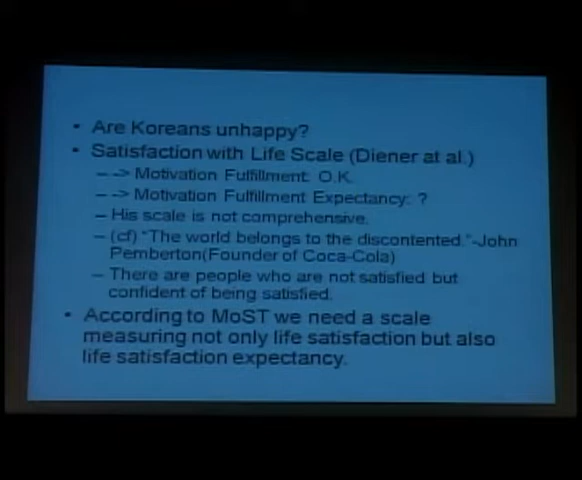 • Are Koreans unhappy?
• Satisfaction with Life Scale (Diener at al.)
– --> Motivation Fulfillment: O.K.
– --> Motivation Fulfillment Expectancy: ?
– His scale is not comprehensive.
– (cf) "The world belongs to the discontented."-John
Pemberton(Founder of Coca-Cola)
– There are people who are not satisfied but
confident of being satisfied.
• According to MoST we need a scale
measuring not only life satisfaction but also
life satisfaction expectancy.